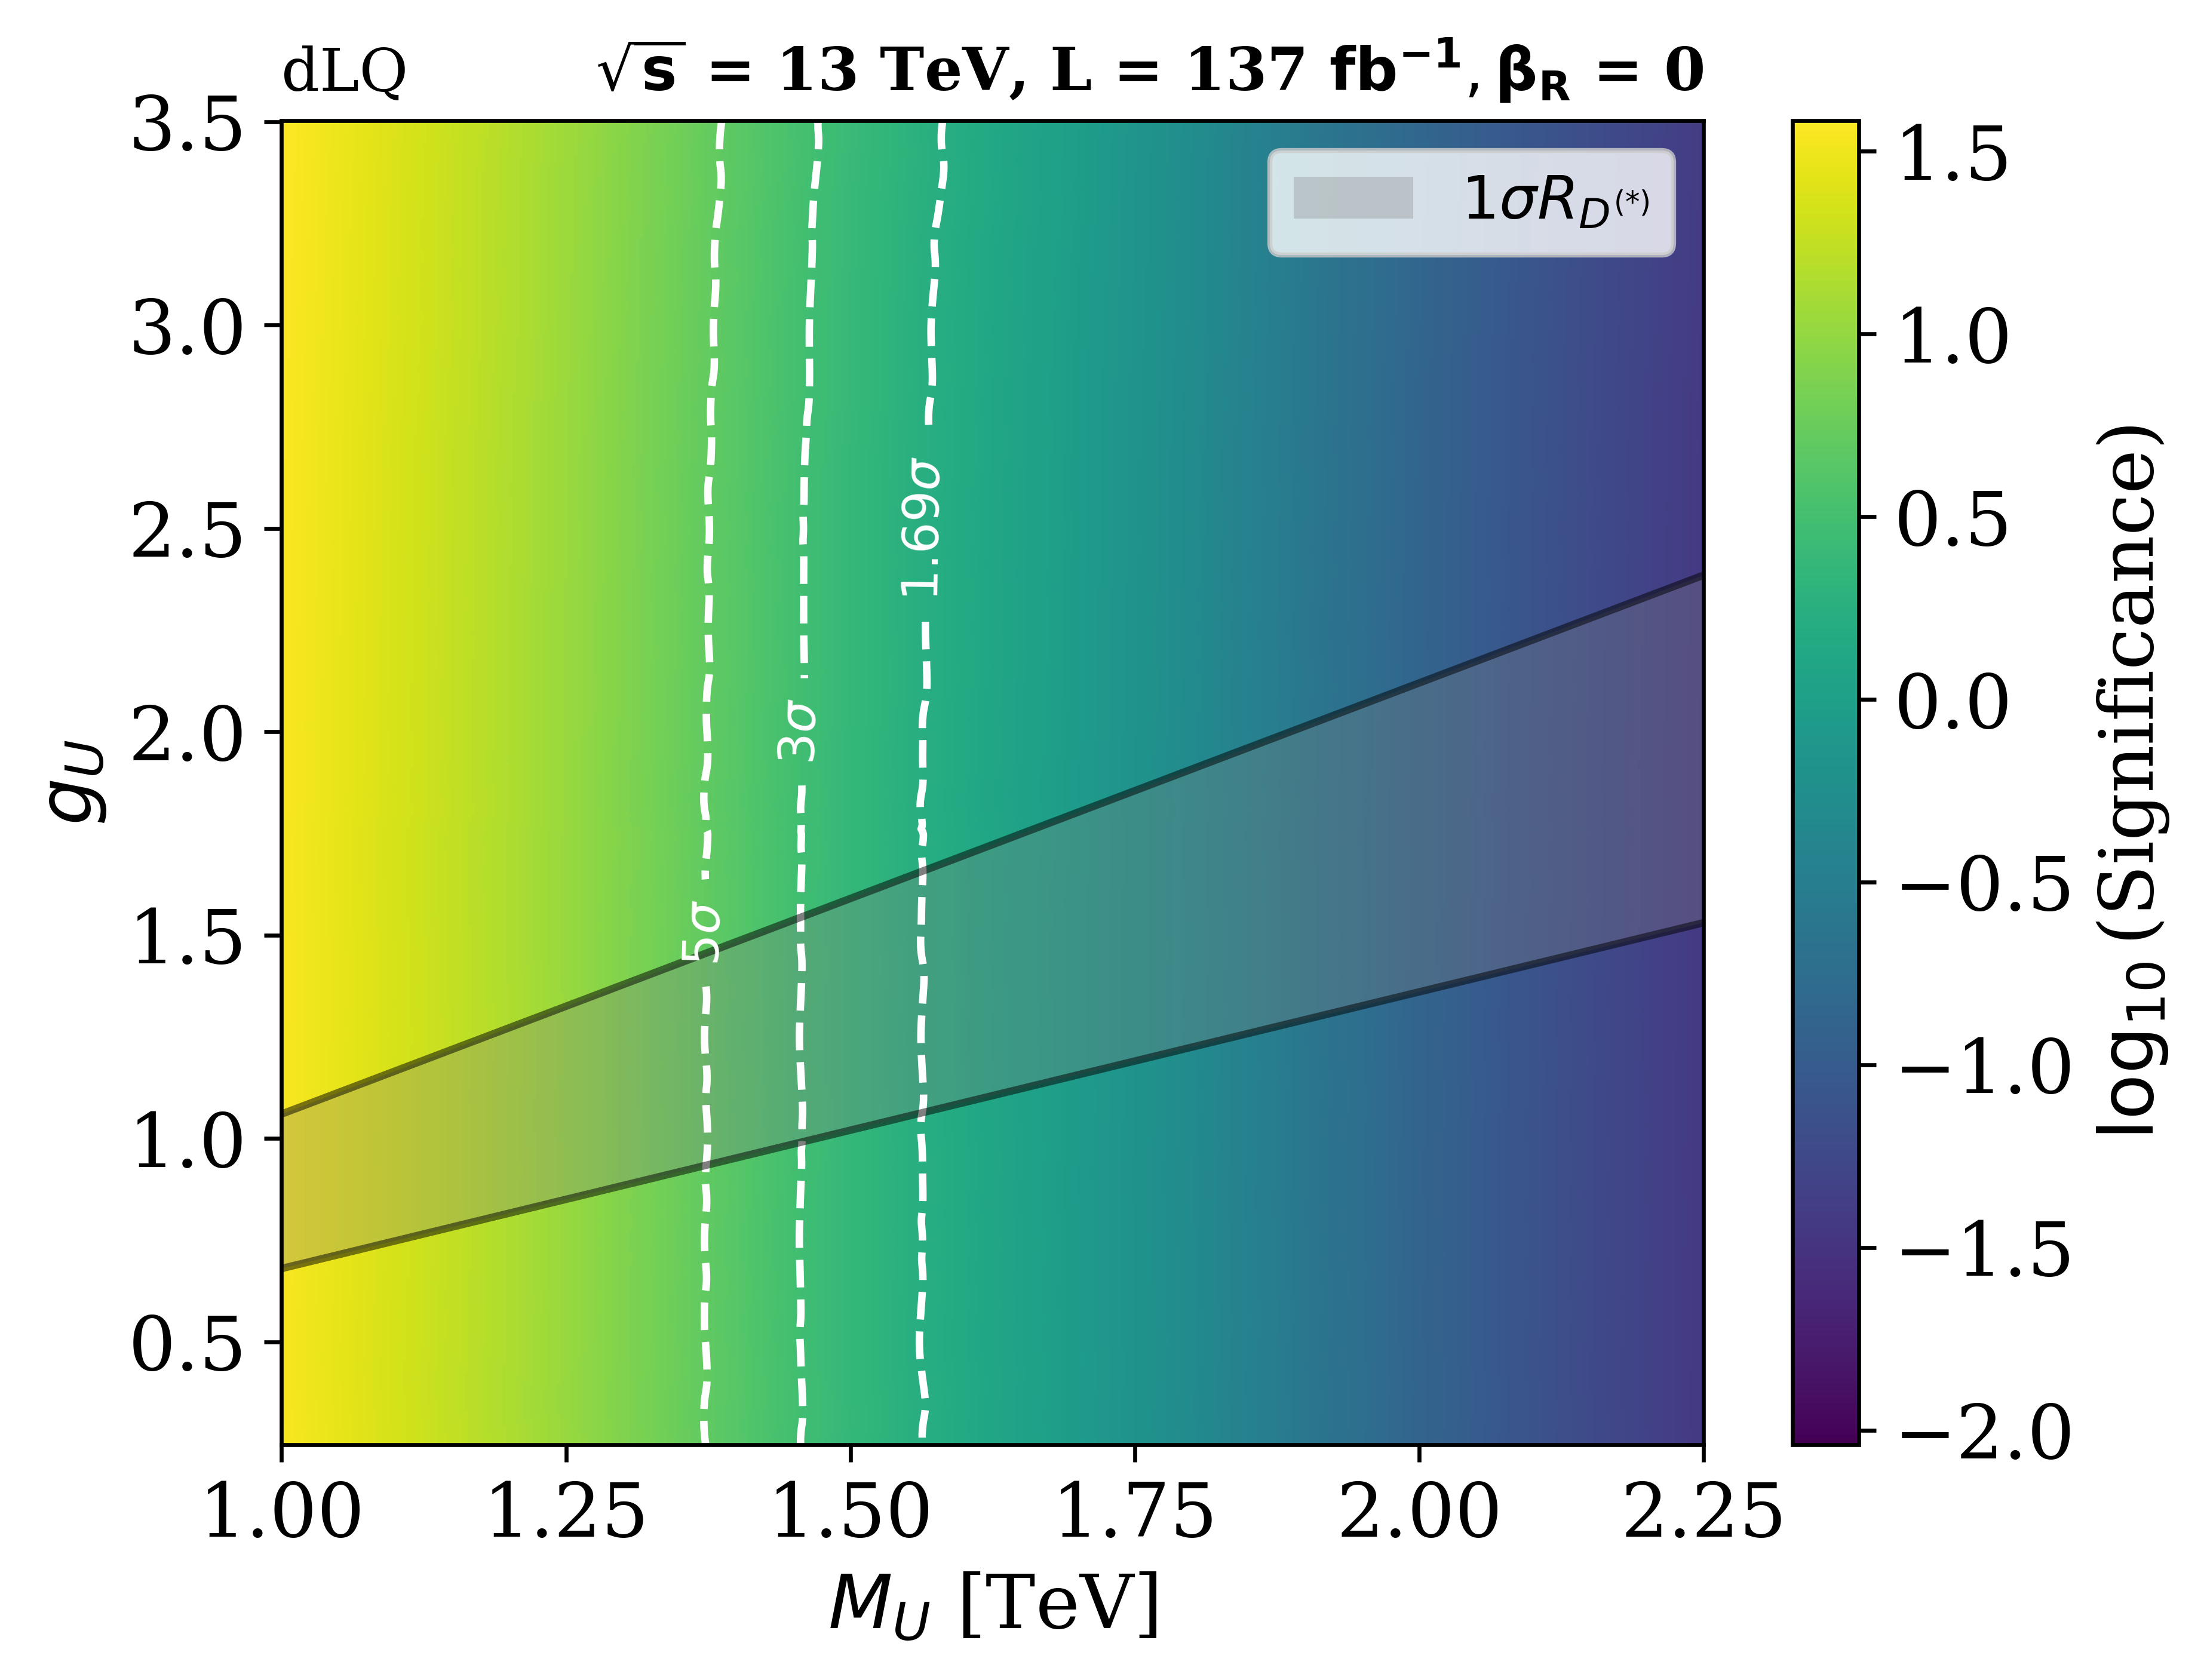 dLQ
√s = 13 TeV, L = 137 fb⁻¹, β_R = 0
1σR_D(*)
3.5
3.0
2.5
2.0
1.5
1.0
0.5
g_U
1.69σ
3σ
5σ
1.00
1.25
1.50
1.75
2.00
2.25
M_U [TeV]
1.5
1.0
0.5
0.0
−0.5
−1.0
−1.5
−2.0
log₁₀ (Significance)